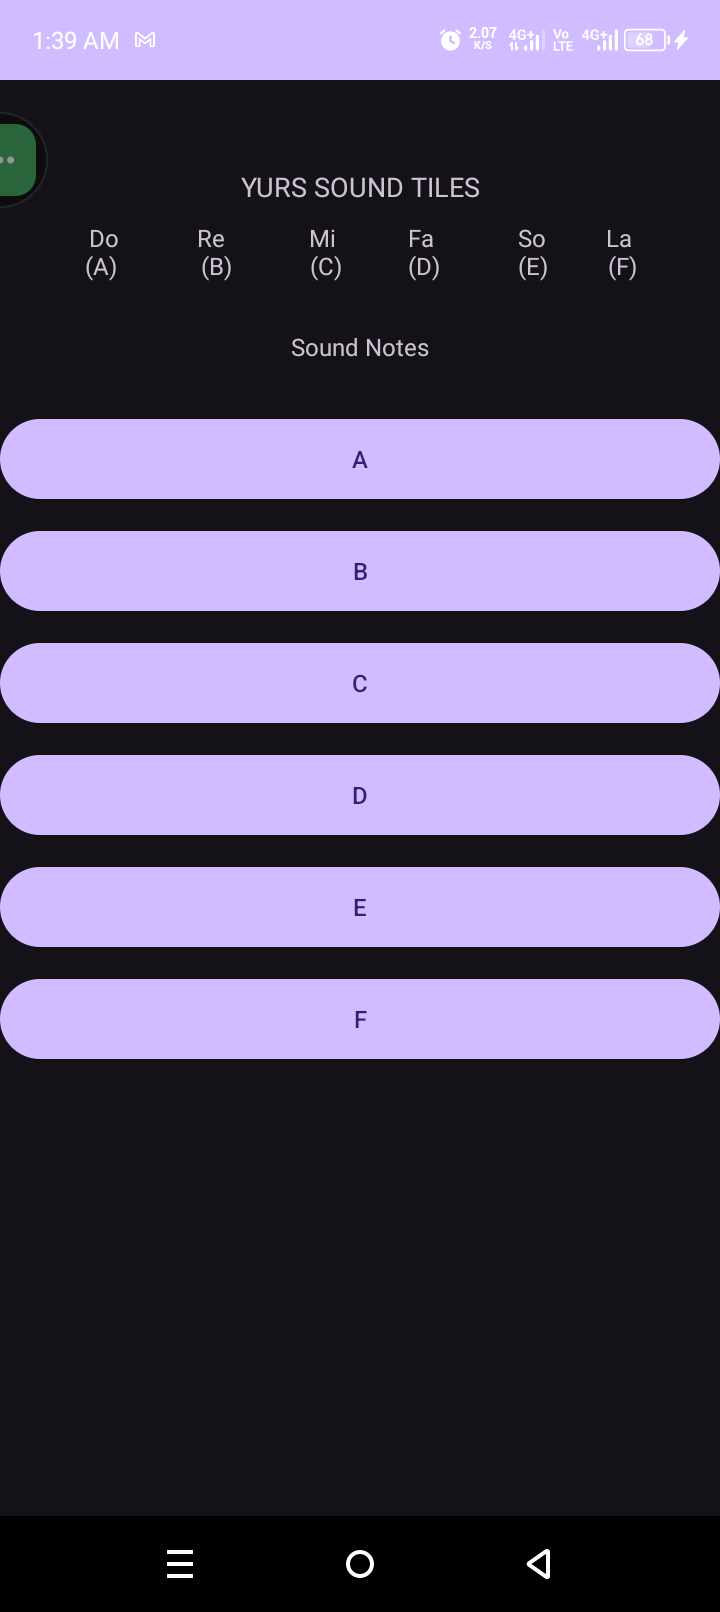 1:39 AM 2.07 K/S 4G+ Vo LTE 4G+ 68
YURS SOUND TILES
Do Re Mi Fa So La
(A) (B) (C) (D) (E) (F)
Sound Notes
A
B
C
D
E
F